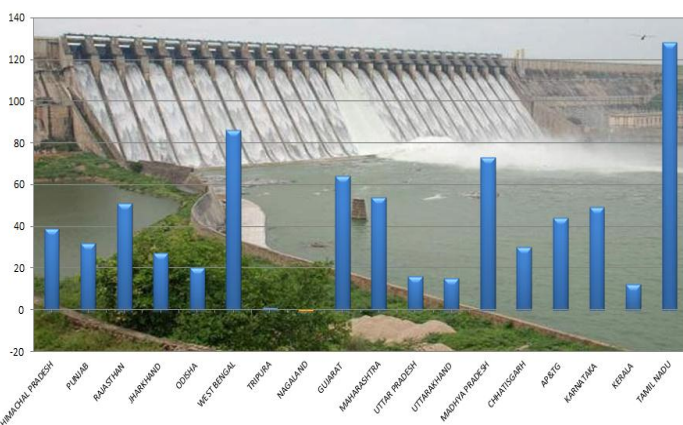 140
120
100
80
60
40
20
0
-20
HIMACHAL PRADESH
PUNJAB
RAJASTHAN
JHARKHAND
ODISHA
WEST BENGAL
TRIPURA
NAGALAND
GUJARAT
MAHARASHTRA
UTTAR PRADESH
UTTARAKHAND
MADHYA PRADESH
CHHATISGARH
AP&TG
KARNATAKA
KERALA
TAMIL NADU